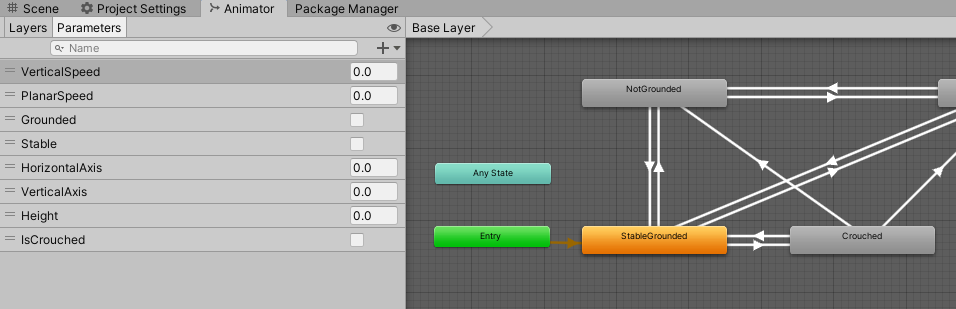 Scene Project Settings Animator Package Manager
Layers Parameters
Base Layer
Name
VerticalSpeed 0.0
PlanarSpeed 0.0
Grounded
Stable
HorizontalAxis 0.0
VerticalAxis 0.0
Height 0.0
IsCrouched
NotGrounded
Any State
Entry
StableGrounded
Crouched